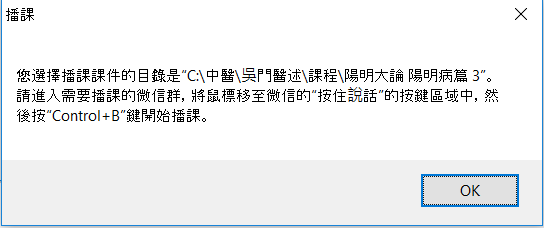 播課
您選擇播課課件的目錄是“C:\中醫\吳門醫述\課程\陽明大論 陽明病篇 3”。
請進入需要播課的微信群，將鼠標移至微信的“按住說話”的按鍵區域中，然
後按“Control+B”鍵開始播課。
OK